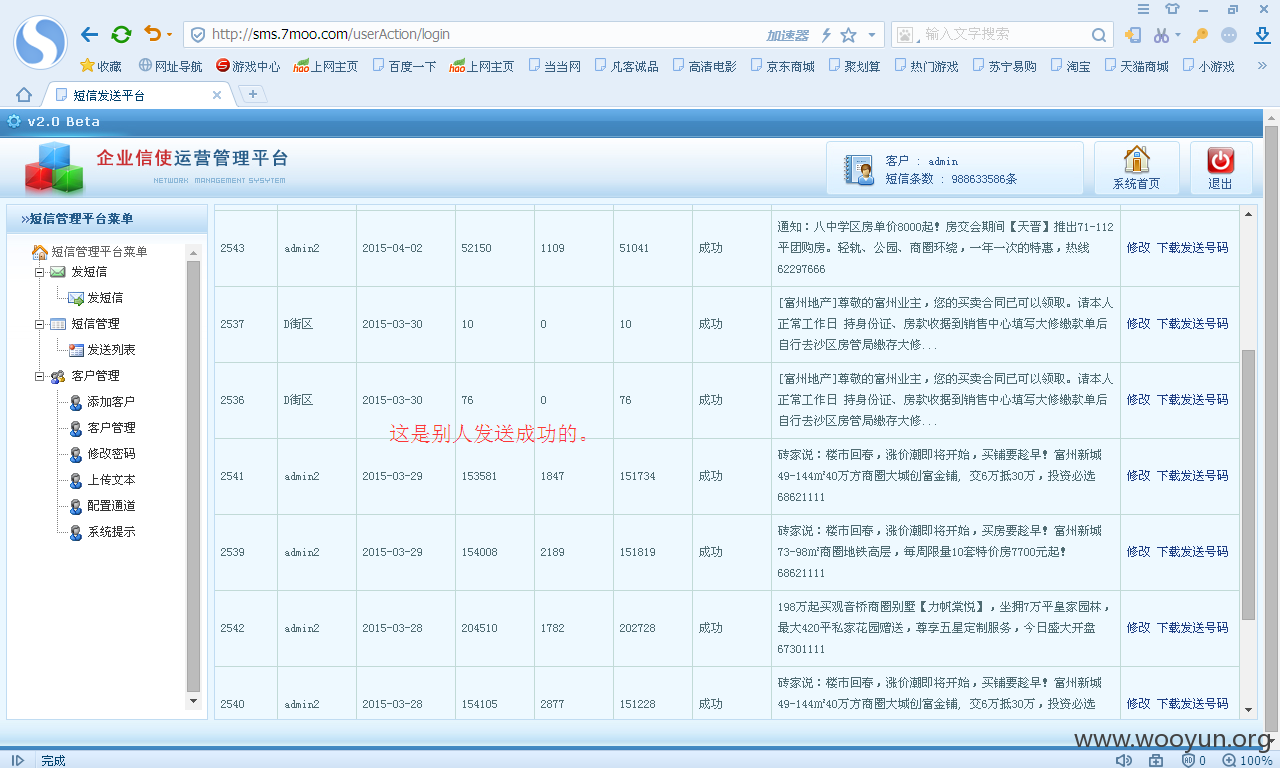 http://sms.7moo.com/userAction/login
加速器
输入文字搜索
收藏
网址导航
游戏中心
hao上网主页
百度一下
hao上网主页
当当网
凡客诚品
高清电影
京东商城
聚划算
热门游戏
苏宁易购
淘宝
天猫商城
小游戏
短信发送平台
v2.0 Beta
企业信使运营管理平台
NETWORK MANAGEMENT SYSYTEM
客户 : admin
短信条数 : 988633586条
系统首页
退出
»短信管理平台菜单
短信管理平台菜单
发短信
发短信
短信管理
发送列表
客户管理
添加客户
客户管理
修改密码
上传文本
配置通道
系统提示
2543 admin2 2015-04-02 52150 1109 51041 成功
通知：八中学区房单价8000起！房交会期间【天晋】推出71-112
平团购房。轻轨、公园、商圈环绕，一年一次的特惠，热线
62297666
修改 下载发送号码
2537 D街区 2015-03-30 10 0 10 成功
[富州地产]尊敬的富州业主，您的买卖合同已可以领取。请本人
正常工作日 持身份证、房款收据到销售中心填写大修缴款单后
自行去沙区房管局缴存大修...
修改 下载发送号码
2536 D街区 2015-03-30 76 0 76 成功
[富州地产]尊敬的富州业主，您的买卖合同已可以领取。请本人
正常工作日 持身份证、房款收据到销售中心填写大修缴款单后
自行去沙区房管局缴存大修...
修改 下载发送号码
这是别人发送成功的。
2541 admin2 2015-03-29 153581 1847 151734 成功
砖家说：楼市回春，涨价潮即将开始，买铺要趁早！富州新城
49-144㎡40万方商圈大城创富金铺, 交6万抵30万，投资必选
68621111
修改 下载发送号码
2539 admin2 2015-03-29 154008 2189 151819 成功
砖家说：楼市回春，涨价潮即将开始，买房要趁早！富州新城
73-98㎡商圈地铁高层，每周限量10套特价房7700元起！
68621111
修改 下载发送号码
2542 admin2 2015-03-28 204510 1782 202728 成功
198万起买观音桥商圈别墅【力帆棠悦】，坐拥7万平皇家园林，
最大420平私家花园赠送，尊享五星定制服务，今日盛大开盘
67301111
修改 下载发送号码
2540 admin2 2015-03-28 154105 2877 151228 成功
砖家说：楼市回春，涨价潮即将开始，买铺要趁早！富州新城
49-144㎡40万方商圈大城创富金铺, 交6万抵30万，投资必选
修改 下载发送号码
www.wooyun.org
完成
0
100%